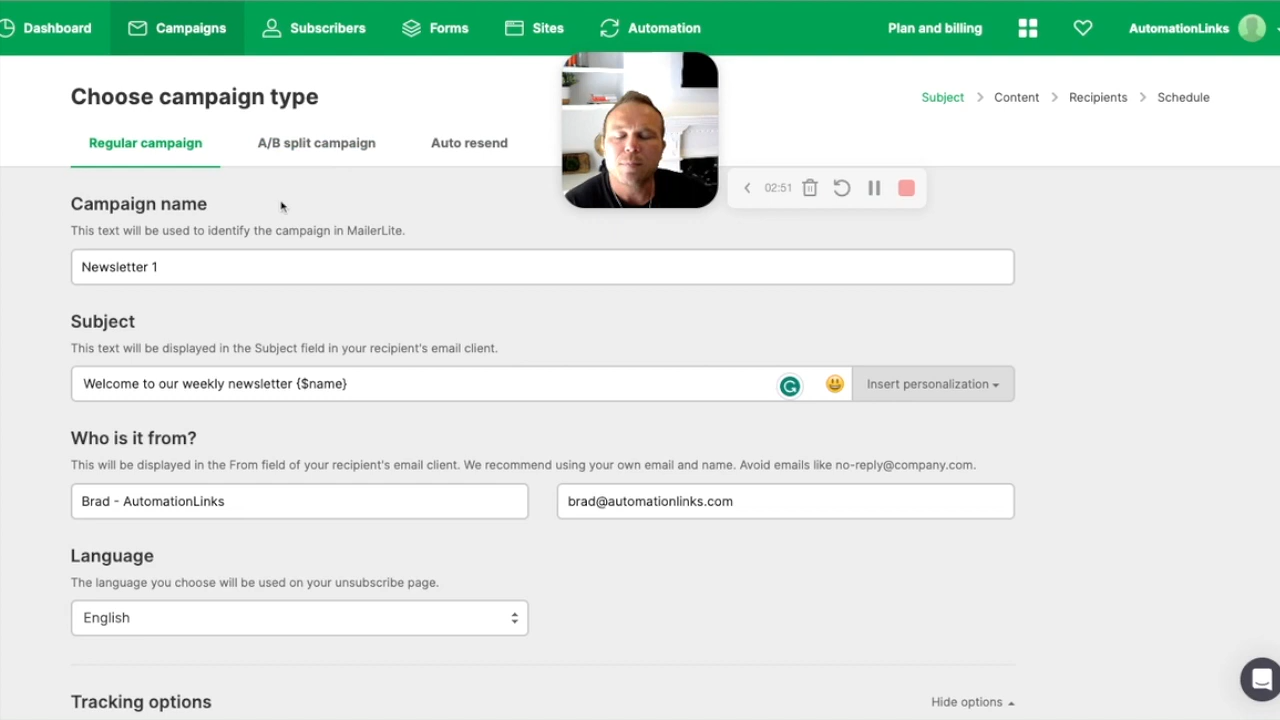 Dashboard
Campaigns
Subscribers
Forms
Sites
Automation
Plan and billing
AutomationLinks
Choose campaign type
Subject
Content
Recipients
Schedule
Regular campaign
A/B split campaign
Auto resend
02:51
Campaign name
This text will be used to identify the campaign in MailerLite.
Newsletter 1
Subject
This text will be displayed in the Subject field in your recipient's email client.
Welcome to our weekly newsletter {$name}
Insert personalization
Who is it from?
This will be displayed in the From field of your recipient's email client. We recommend using your own email and name. Avoid emails like no-reply@company.com.
Brad - AutomationLinks
brad@automationlinks.com
Language
The language you choose will be used on your unsubscribe page.
English
Tracking options
Hide options